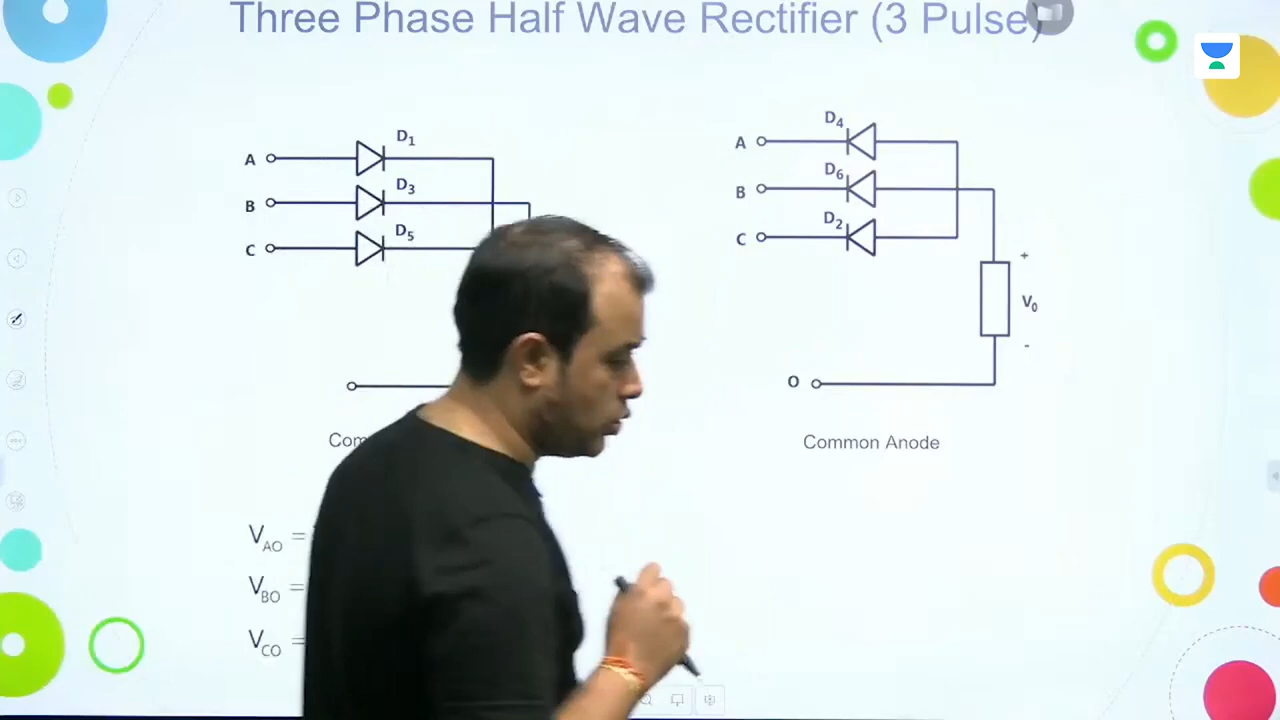 Three Phase Half Wave Rectifier (3 Pulse)
A
D1
B
D3
C
D5
A
D4
B
D6
C
D2
+
V0
-
O
Common Anode
VAO =
VBO =
VCO =